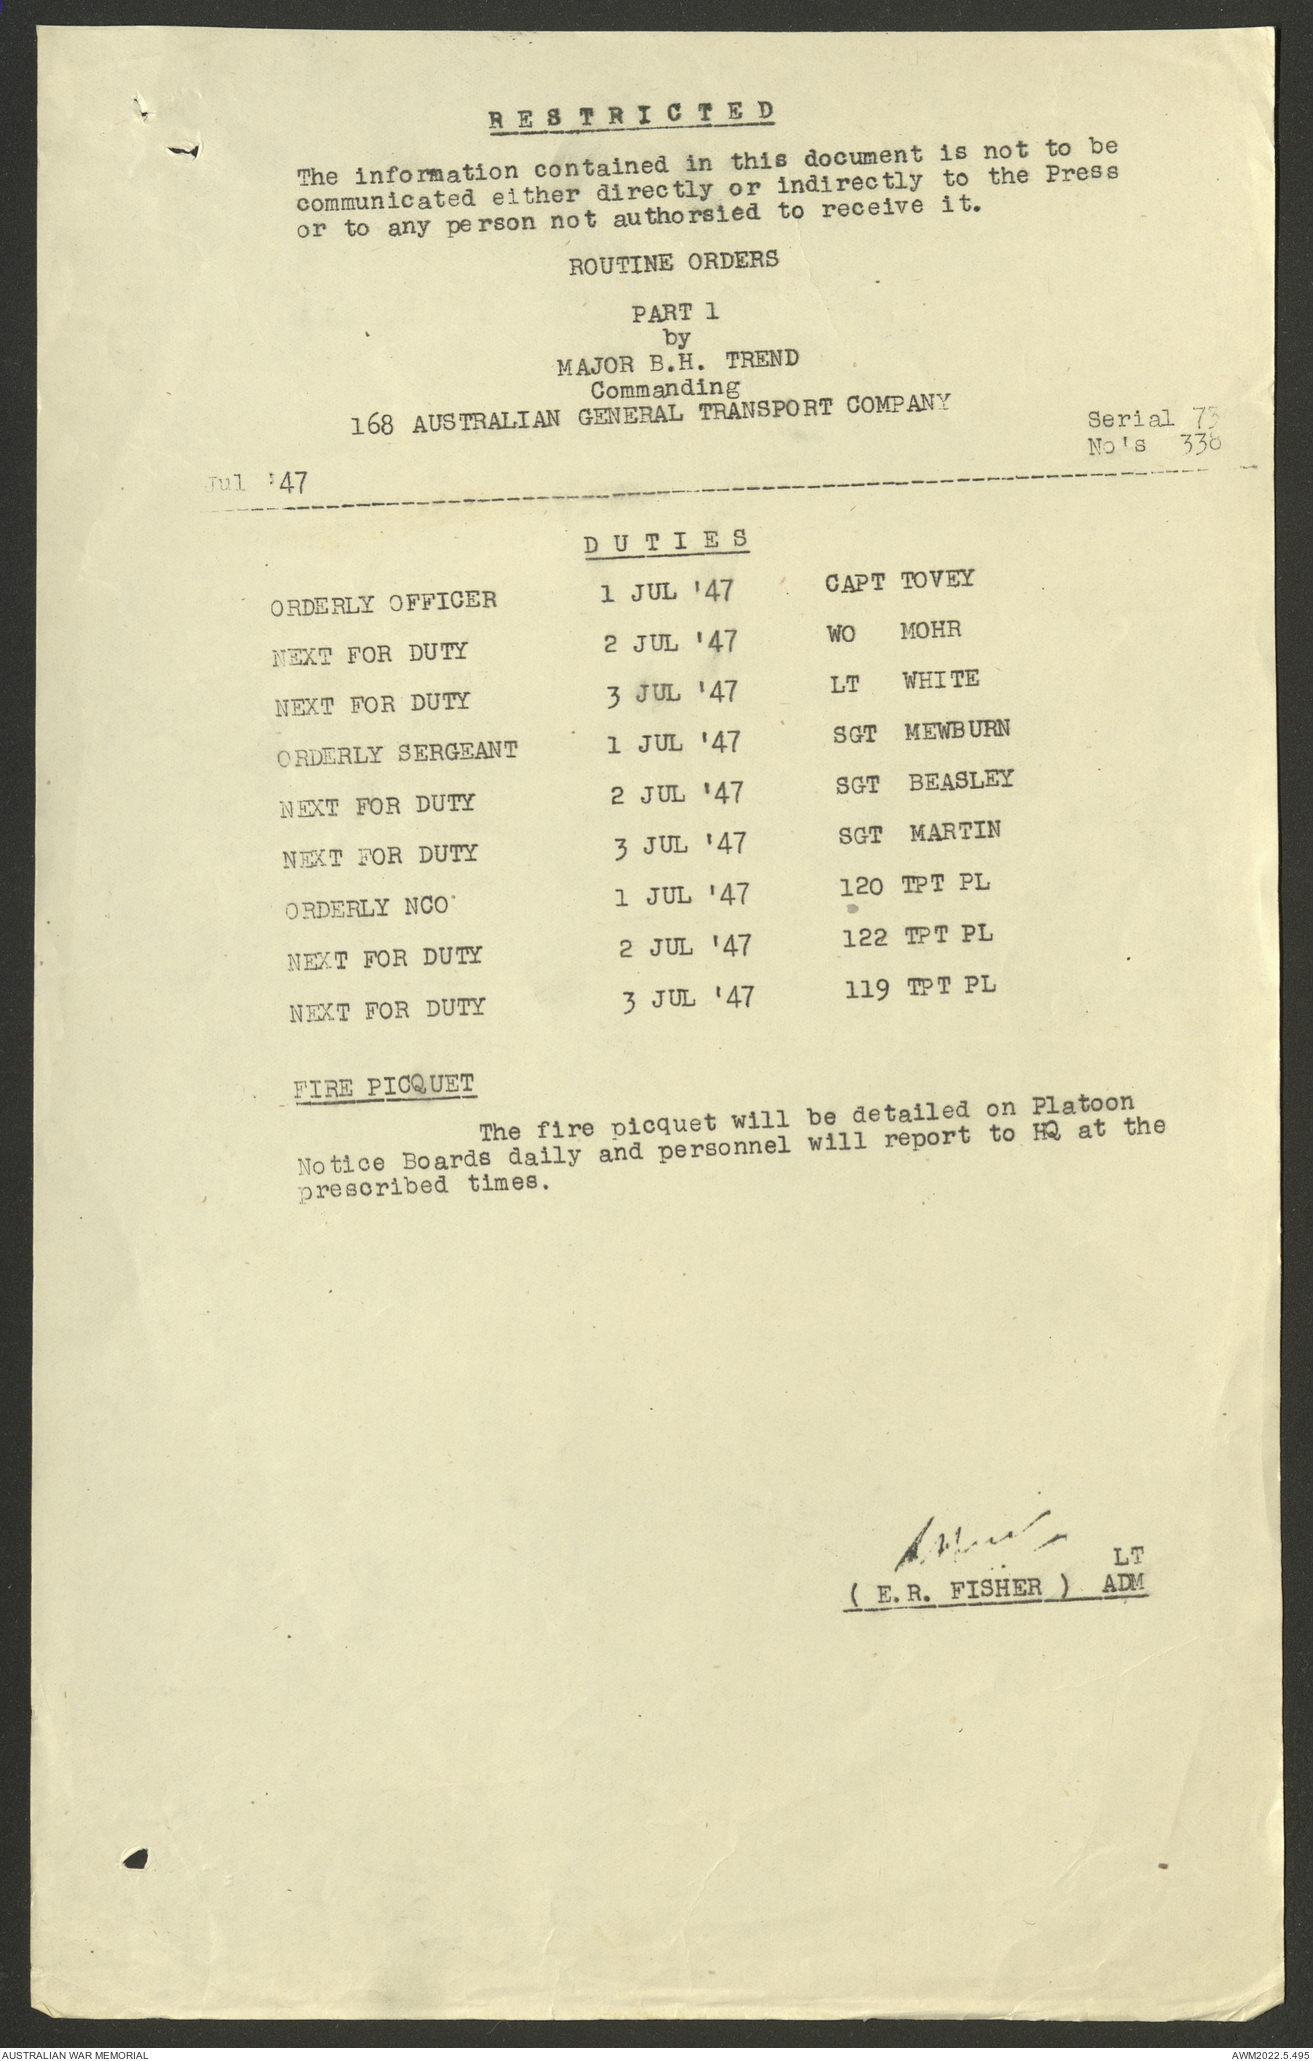 RESTRICTED
The information contained in this document is not to be
communicated either directly or indirectly to the Press
or to any person not authorsied to receive it.
ROUTINE ORDERS
PART 1
by
MAJOR B.H. TREND
Commanding
168 AUSTRALIAN GENERAL TRANSPORT COMPANY
Serial
No's
Jul '47
DUTIES
ORDERLY OFFICER 1 JUL '47 CAPT TOVEY
NEXT FOR DUTY 2 JUL '47 WO MOHR
NEXT FOR DUTY 3 JUL '47 LT WHITE
ORDERLY SERGEANT 1 JUL '47 SGT MEWBURN
NEXT FOR DUTY 2 JUL '47 SGT BEASLEY
NEXT FOR DUTY 3 JUL '47 SGT MARTIN
ORDERLY NCO 1 JUL '47 120 TPT PL
NEXT FOR DUTY 2 JUL '47 122 TPT PL
NEXT FOR DUTY 3 JUL '47 119 TPT PL
FIRE PICQUET
The fire picquet will be detailed on Platoon
Notice Boards daily and personnel will report to HQ at the
prescribed times.
LT
( E.R. FISHER ) ADM
AUSTRALIAN WAR MEMORIAL
AWM2022.5.495